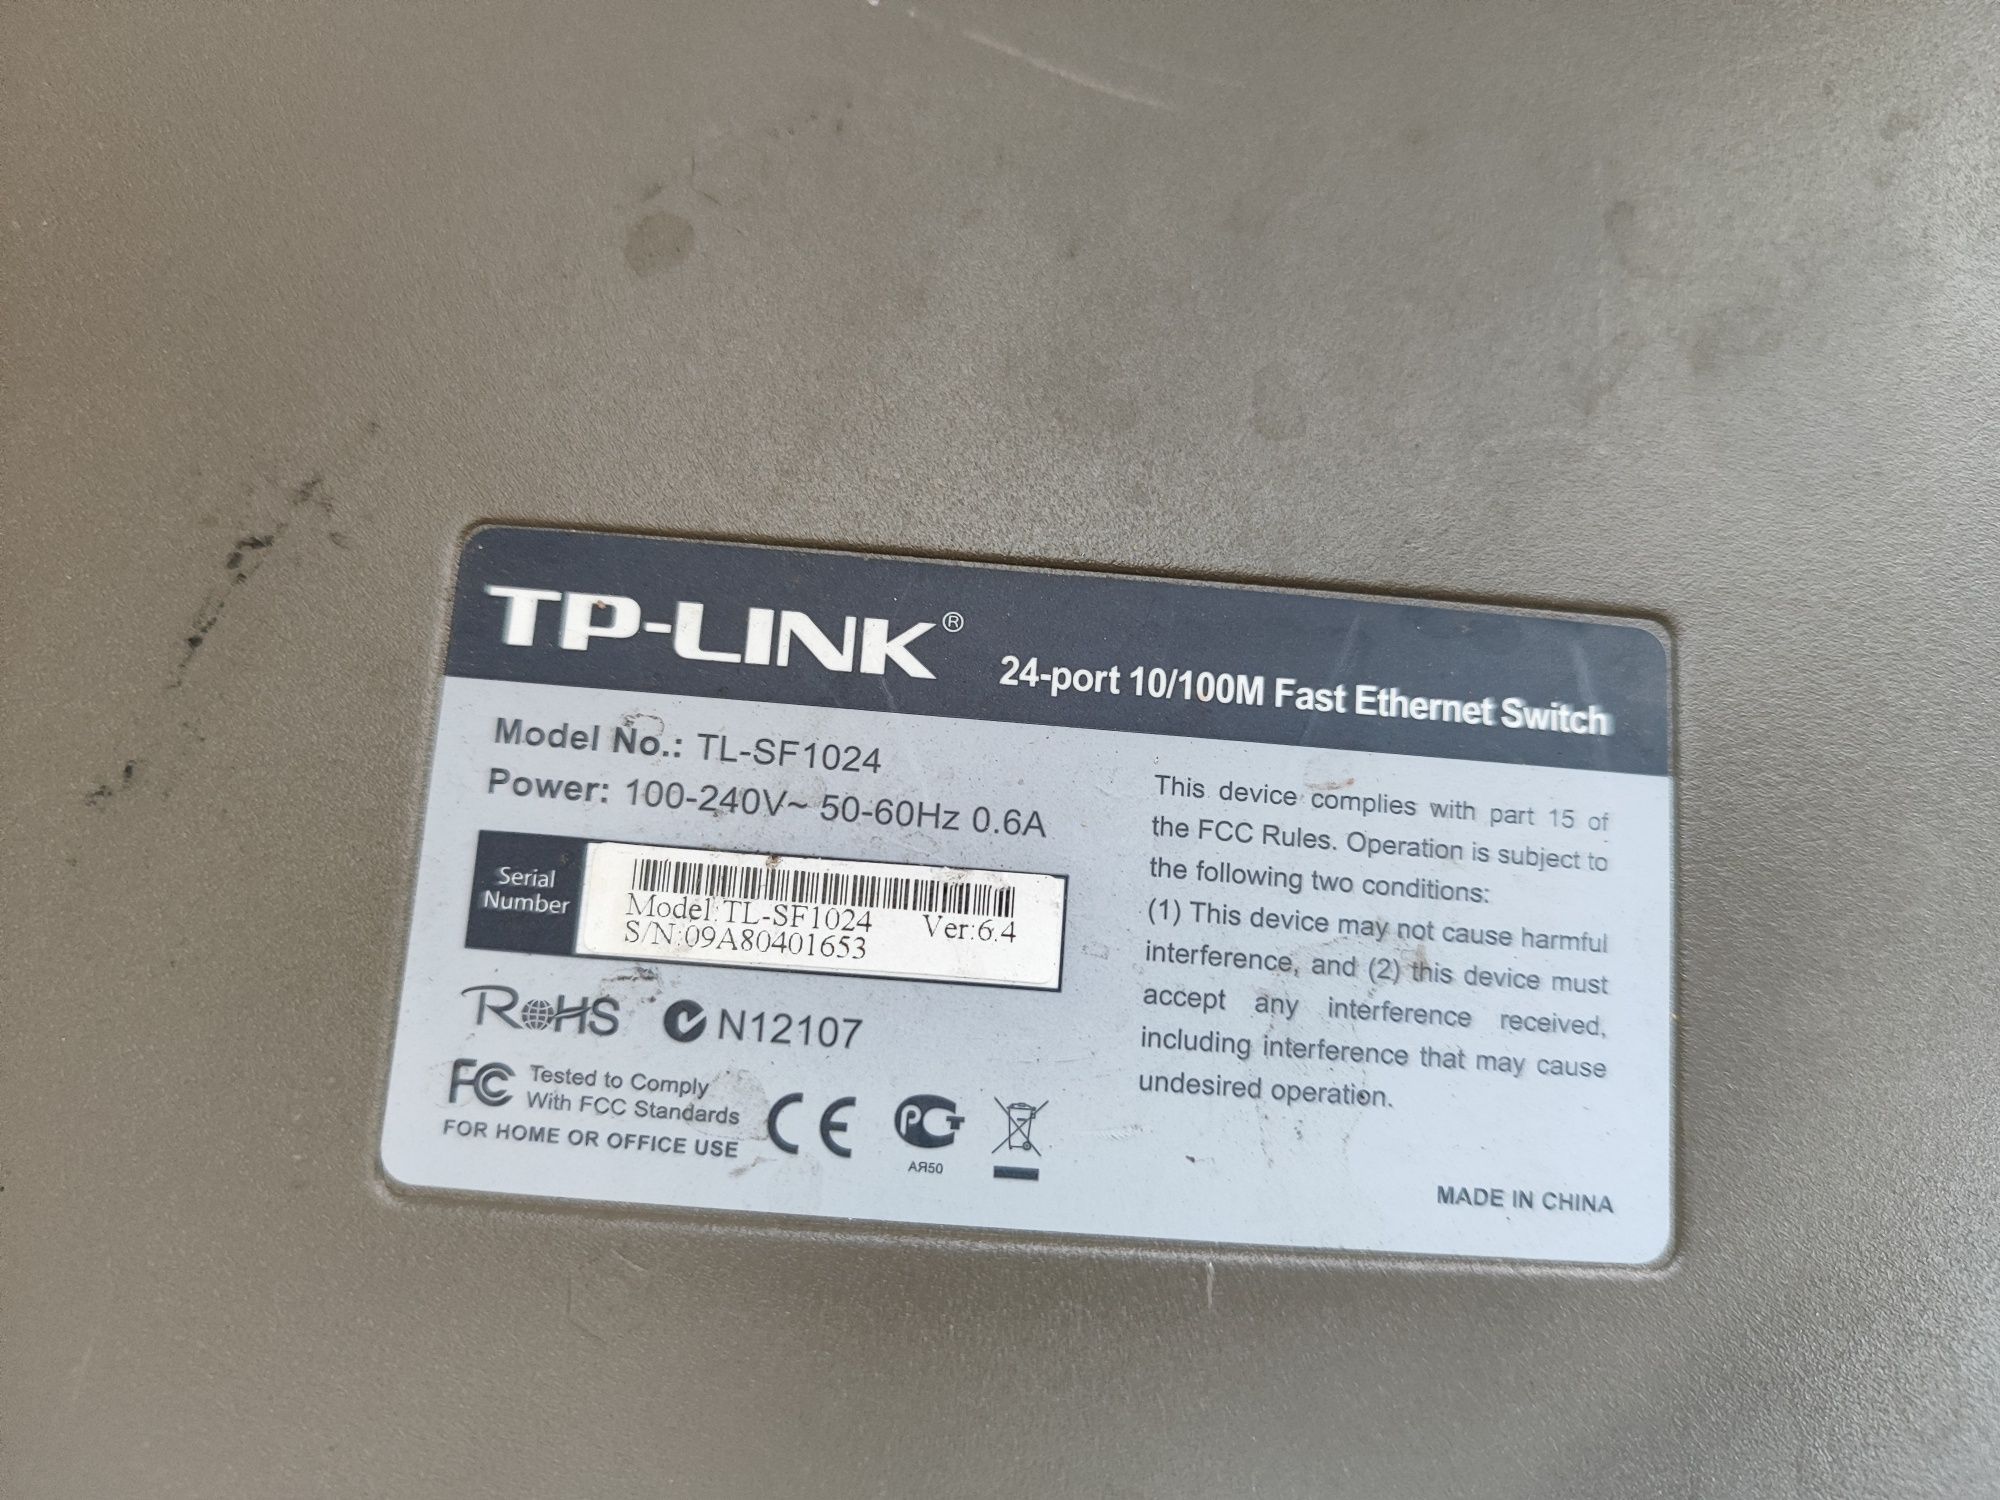 TP-LINK®
24-port 10/100M Fast Ethernet Switch
Model No.: TL-SF1024
Power: 100-240V~ 50-60Hz 0.6A
Serial
Number
Model:TL-SF1024 Ver:6.4
S/N:09A80401653
RoHS N12107
FC Tested to Comply
With FCC Standards
FOR HOME OR OFFICE USE
CE
РСТ
АЯ50
This device complies with part 15 of
the FCC Rules. Operation is subject to
the following two conditions:
(1) This device may not cause harmful
interference, and (2) this device must
accept any interference received,
including interference that may cause
undesired operation.
MADE IN CHINA